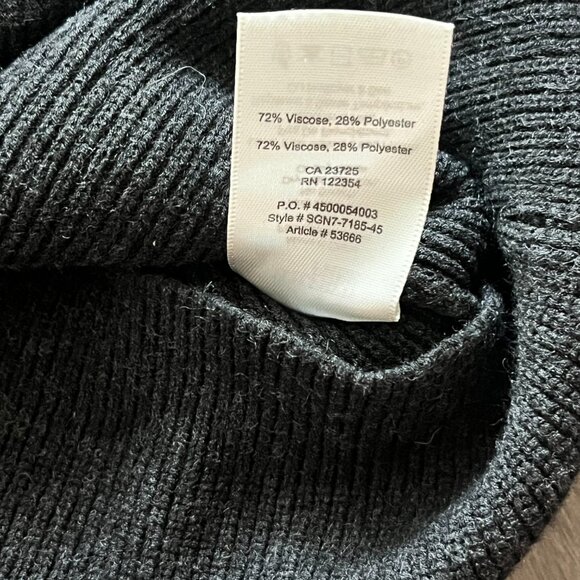 72% Viscose, 28% Polyester
72% Viscose, 28% Polyester
CA 23725
RN 122354
P.O. # 4500054003
Style # SGN7-7185-45
Article # 53666